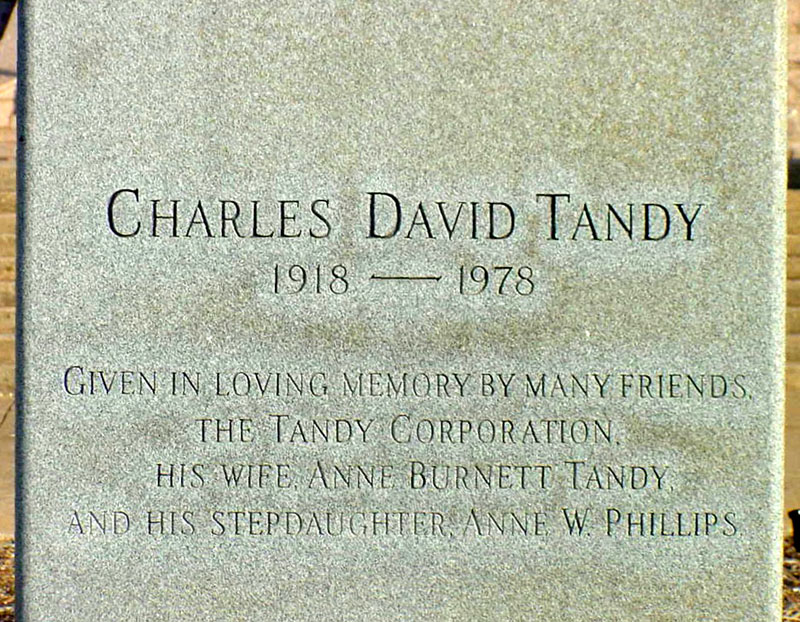 CHARLES DAVID TANDY
1918 — 1978
GIVEN IN LOVING MEMORY BY MANY FRIENDS,
THE TANDY CORPORATION,
HIS WIFE, ANNE BURNETT TANDY,
AND HIS STEPDAUGHTER, ANNE W. PHILLIPS.